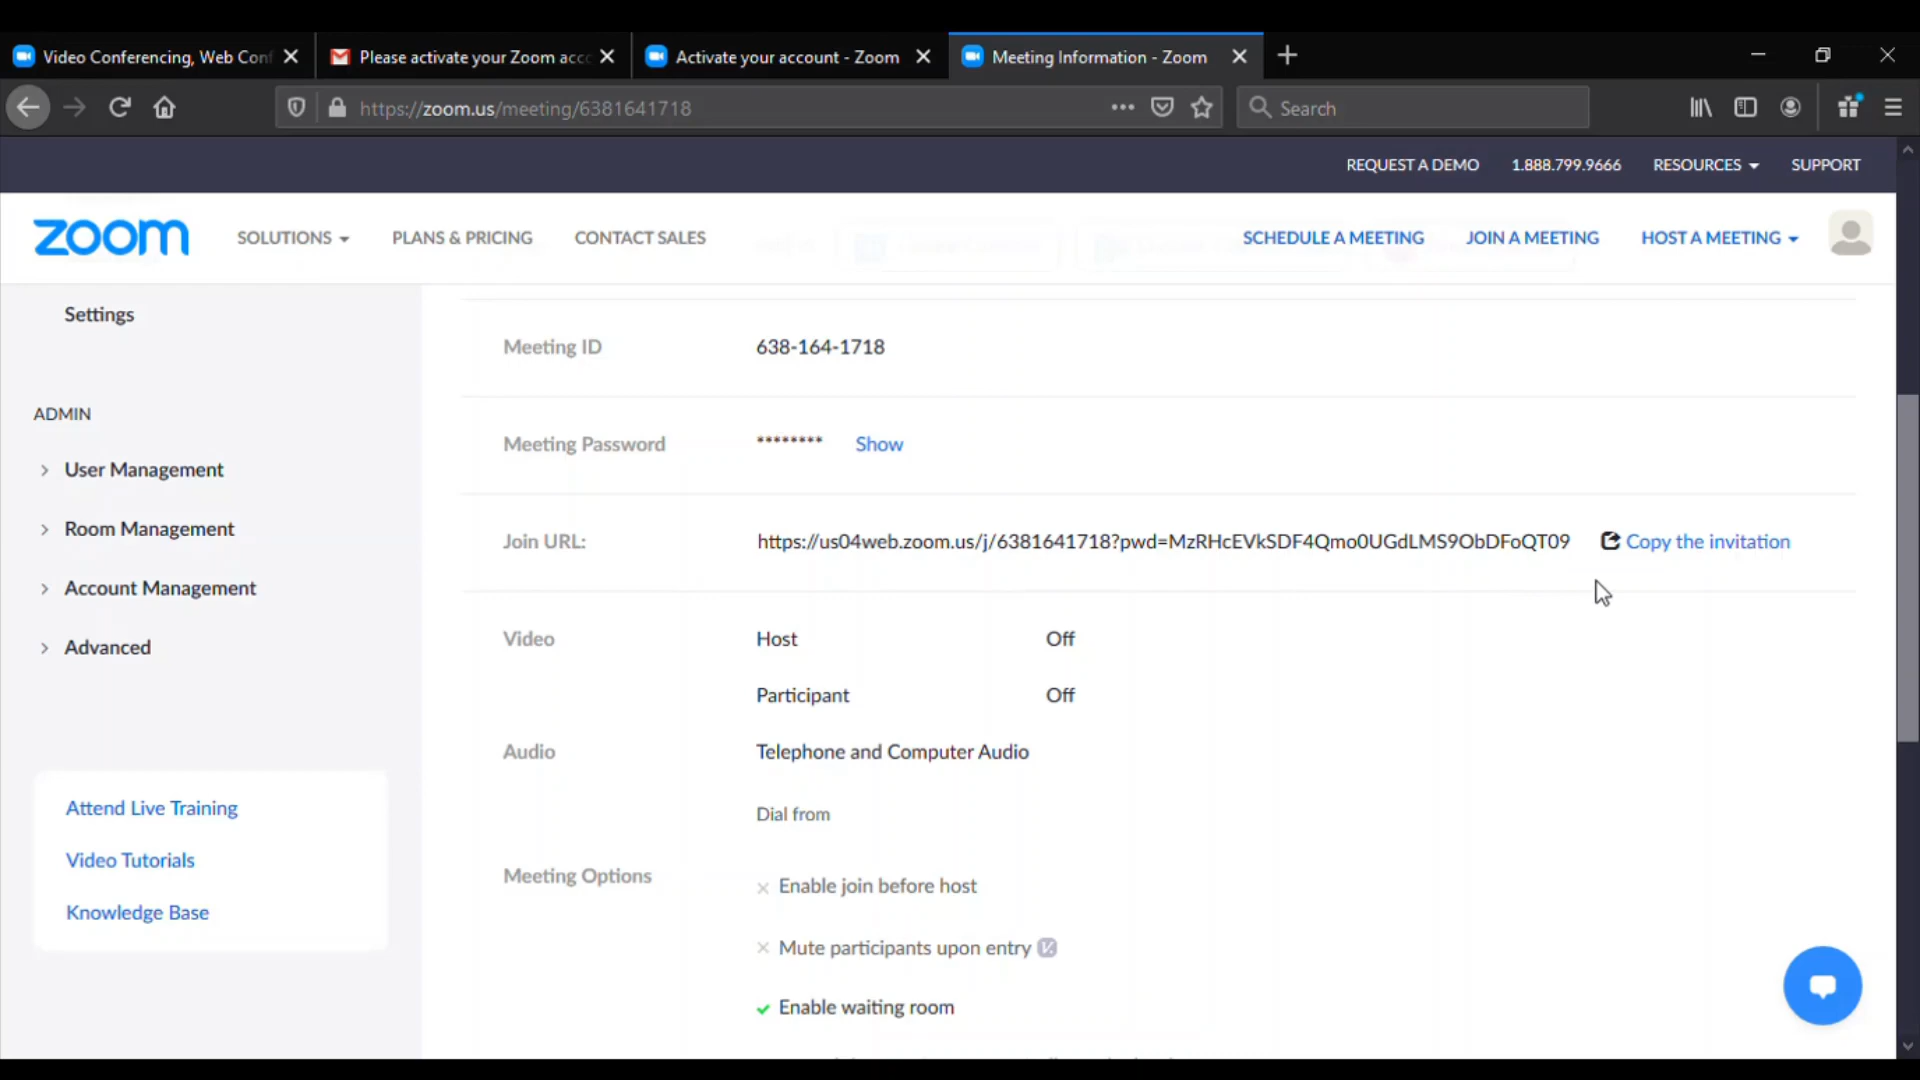 Video Conferencing, Web Conf
Please activate your Zoom acco
Activate your account - Zoom
Meeting Information - Zoom
https://zoom.us/meeting/6381641718
Search
REQUEST A DEMO
1.888.799.9666
RESOURCES
SUPPORT
zoom
SOLUTIONS
PLANS & PRICING
CONTACT SALES
SCHEDULE A MEETING
JOIN A MEETING
HOST A MEETING
Settings
ADMIN
User Management
Room Management
Account Management
Advanced
Attend Live Training
Video Tutorials
Knowledge Base
Meeting ID
638-164-1718
Meeting Password
******** Show
Join URL:
https://us04web.zoom.us/j/6381641718?pwd=MzRHcEVkSDF4Qmo0UGdLMS9ObDFoQT09
Copy the invitation
Video
Host Off
Participant Off
Audio
Telephone and Computer Audio
Dial from
Meeting Options
Enable join before host
Mute participants upon entry
Enable waiting room